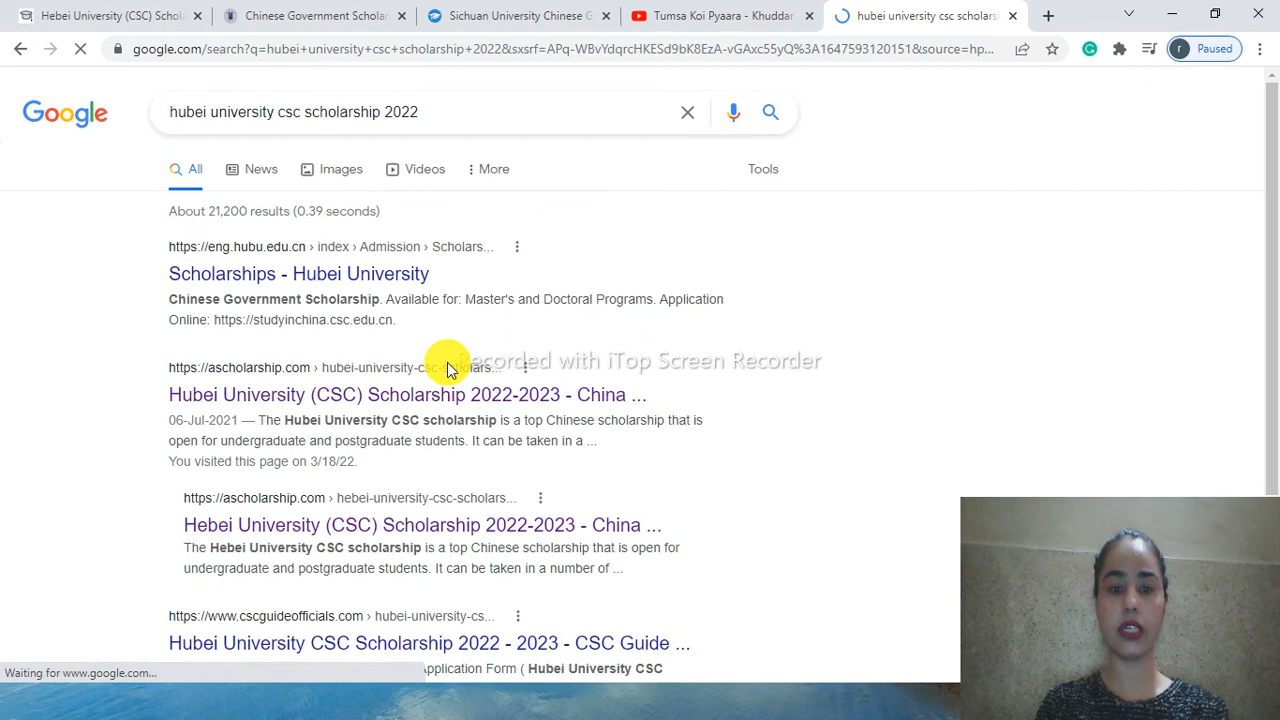 Hebei University (CSC) Schola
Chinese Government Scholar
Sichuan University Chinese G
Tumsa Koi Pyaara - Khuddar
hubei university csc scholarsh
google.com/search?q=hubei+university+csc+scholarship+2022&sxsrf=APq-WBvYdqrcHKESd9bK8EzA-vGAxc55yQ%3A1647593120151&source=hp...
r Paused
Google
hubei university csc scholarship 2022
All News Images Videos More Tools
About 21,200 results (0.39 seconds)
https://eng.hubu.edu.cn › index › Admission › Scholars...
Scholarships - Hubei University
Chinese Government Scholarship. Available for: Master's and Doctoral Programs. Application
Online: https://studyinchina.csc.edu.cn.
Recorded with iTop Screen Recorder
https://ascholarship.com › hubei-university-csc-scholars...
Hubei University (CSC) Scholarship 2022-2023 - China ...
06-Jul-2021 — The Hubei University CSC scholarship is a top Chinese scholarship that is
open for undergraduate and postgraduate students. It can be taken in a ...
You visited this page on 3/18/22.
https://ascholarship.com › hebei-university-csc-scholars...
Hebei University (CSC) Scholarship 2022-2023 - China ...
The Hebei University CSC scholarship is a top Chinese scholarship that is open for
undergraduate and postgraduate students. It can be taken in a number of ...
https://www.cscguideofficials.com › hubei-university-cs...
Hubei University CSC Scholarship 2022 - 2023 - CSC Guide ...
Application Form ( Hubei University CSC
Waiting for www.google.com...